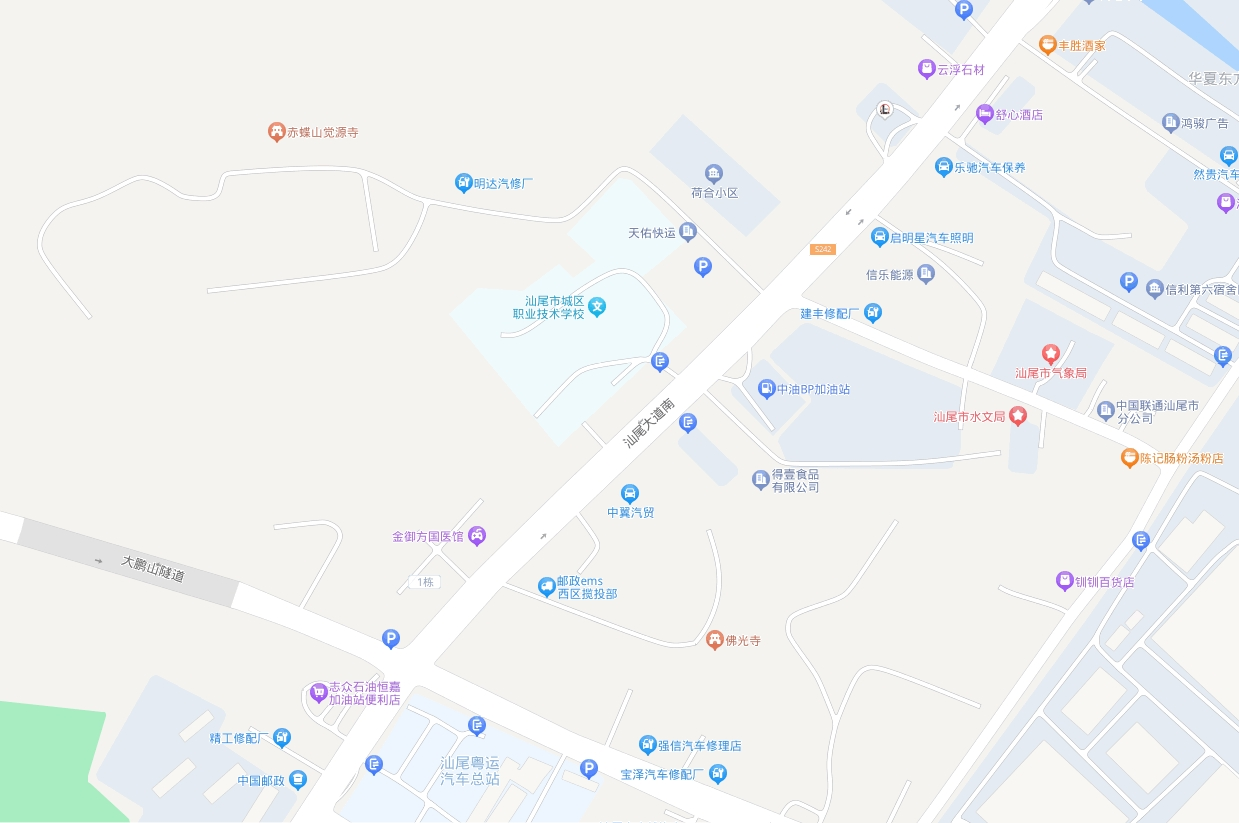 丰胜酒家
云浮石材
华夏东方
舒心酒店
鸿骏广告
赤蝶山觉源寺
乐驰汽车保养
然贵汽车
明达汽修厂
荷合小区
天佑快运
启明星汽车照明
S242
信乐能源
信利第六宿舍
汕尾市城区
职业技术学校
建丰修配厂
汕尾市气象局
中油BP加油站
汕尾大道南
中国联通汕尾市
分公司
汕尾市水文局
陈记肠粉汤粉店
得壹食品
有限公司
中翼汽贸
金御方国医馆
大鹏山隧道
1栋
邮政ems
西区揽投部
钏钏百货店
佛光寺
志众石油恒嘉
加油站便利店
精工修配厂
强信汽车修理店
汕尾粤运
汽车总站
宝泽汽车修配厂
中国邮政